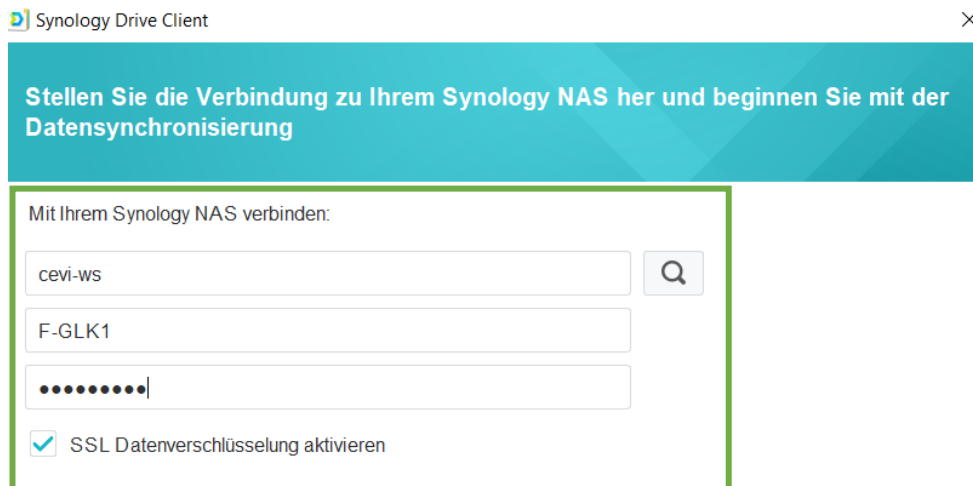 Synology Drive Client
Stellen Sie die Verbindung zu Ihrem Synology NAS her und beginnen Sie mit der
Datensynchronisierung
Mit Ihrem Synology NAS verbinden:
cevi-ws
F-GLK1
●●●●●●●●●
SSL Datenverschlüsselung aktivieren